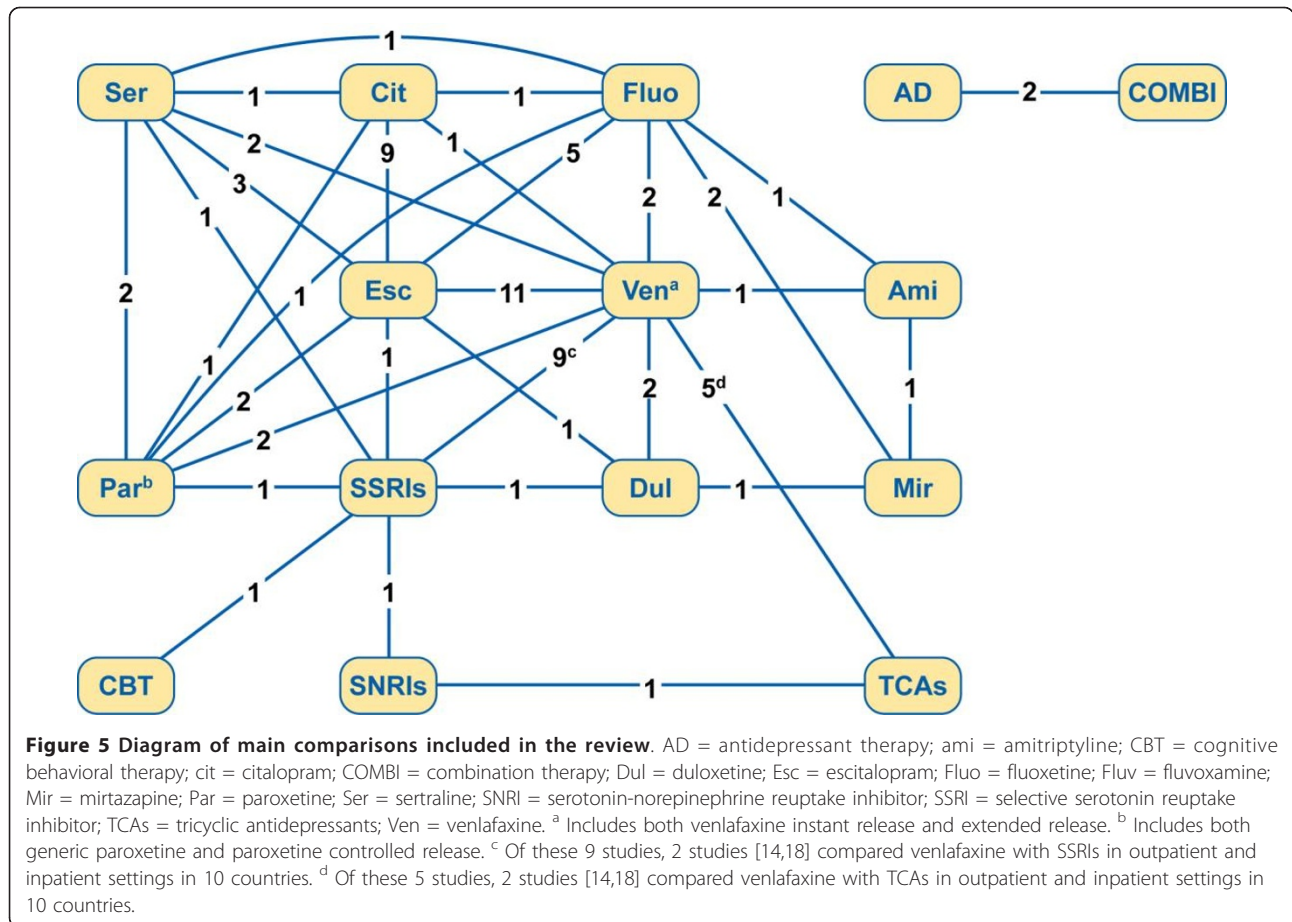 1
Ser 1 Cit 1 Fluo AD 2 COMBI
2 9 1 5
3 2 2 1
1
Esc 11 Venᵃ 1 Ami
2 1
1 1 9ᶜ 2 5ᵈ 1
2 1
2
Parᵇ 1 SSRIs 1 Dul 1 Mir
1 1
CBT SNRIs 1 TCAs
Figure 5 Diagram of main comparisons included in the review. AD = antidepressant therapy; ami = amitriptyline; CBT = cognitive
behavioral therapy; cit = citalopram; COMBI = combination therapy; Dul = duloxetine; Esc = escitalopram; Fluo = fluoxetine; Fluv = fluvoxamine;
Mir = mirtazapine; Par = paroxetine; Ser = sertraline; SNRI = serotonin-norepinephrine reuptake inhibitor; SSRI = selective serotonin reuptake
inhibitor; TCAs = tricyclic antidepressants; Ven = venlafaxine. ᵃ Includes both venlafaxine instant release and extended release. ᵇ Includes both
generic paroxetine and paroxetine controlled release. ᶜ Of these 9 studies, 2 studies [14,18] compared venlafaxine with SSRIs in outpatient and
inpatient settings in 10 countries. ᵈ Of these 5 studies, 2 studies [14,18] compared venlafaxine with TCAs in outpatient and inpatient settings in
10 countries.